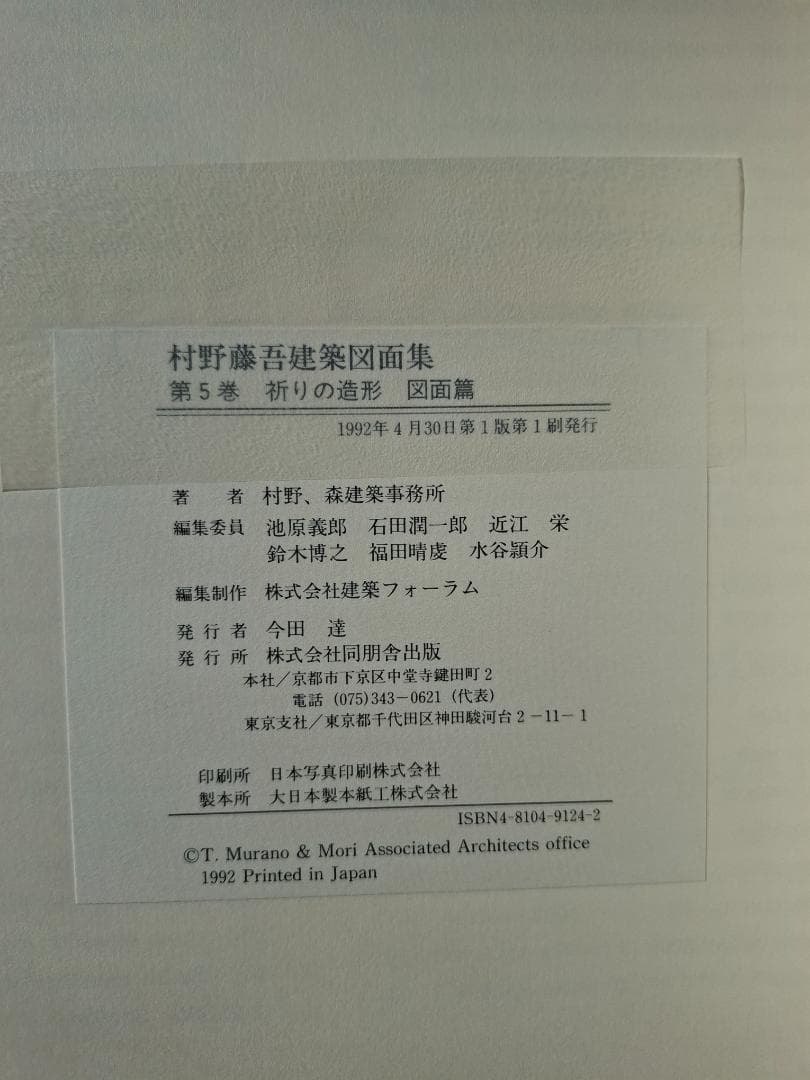 村野藤吾建築図面集
第5巻　祈りの造形　図面篇
1992年4月30日第1版第1刷発行
著　　者　村野、森建築事務所
編集委員　池原義郎　石田潤一郎　近江　栄
鈴木博之　福田晴虔　水谷頴介
編集制作　株式会社建築フォーラム
発 行 者　今田　達
発 行 所　株式会社同朋舎出版
本社／京都市下京区中堂寺鍵田町2
電話 (075)343－0621 (代表)
東京支社／東京都千代田区神田駿河台2－11－1
印刷所　日本写真印刷株式会社
製本所　大日本製本紙工株式会社
ISBN4-8104-9124-2
©T. Murano & Mori Associated Architects office
1992 Printed in Japan